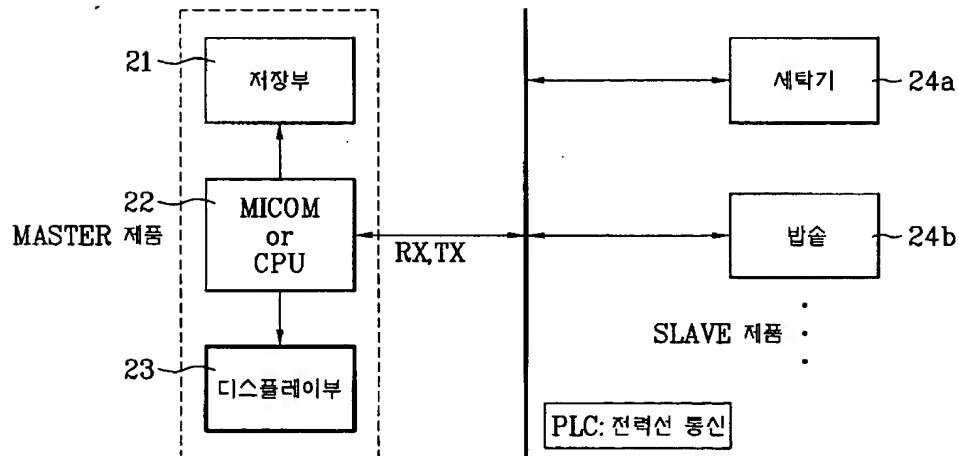 21
저장부
22
MICOM
or
CPU
MASTER 제품
RX,TX
23
디스플레이부
세탁기
24a
밥솥
24b
SLAVE 제품
PLC: 전력선 통신